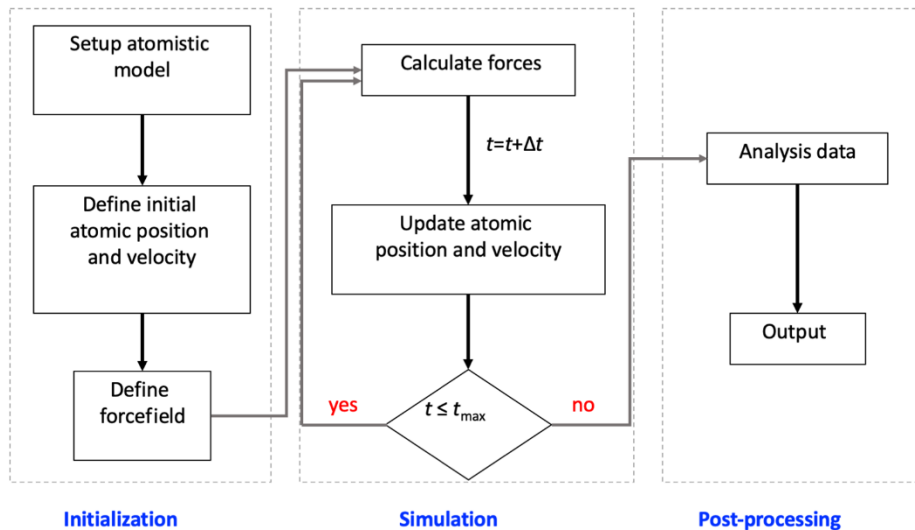 Setup atomistic
model
Define initial
atomic position
and velocity
Define
forcefield
Initialization
Calculate forces
t=t+Δt
Update atomic
position and velocity
yes
t ≤ tmax
no
Simulation
Analysis data
Output
Post-processing